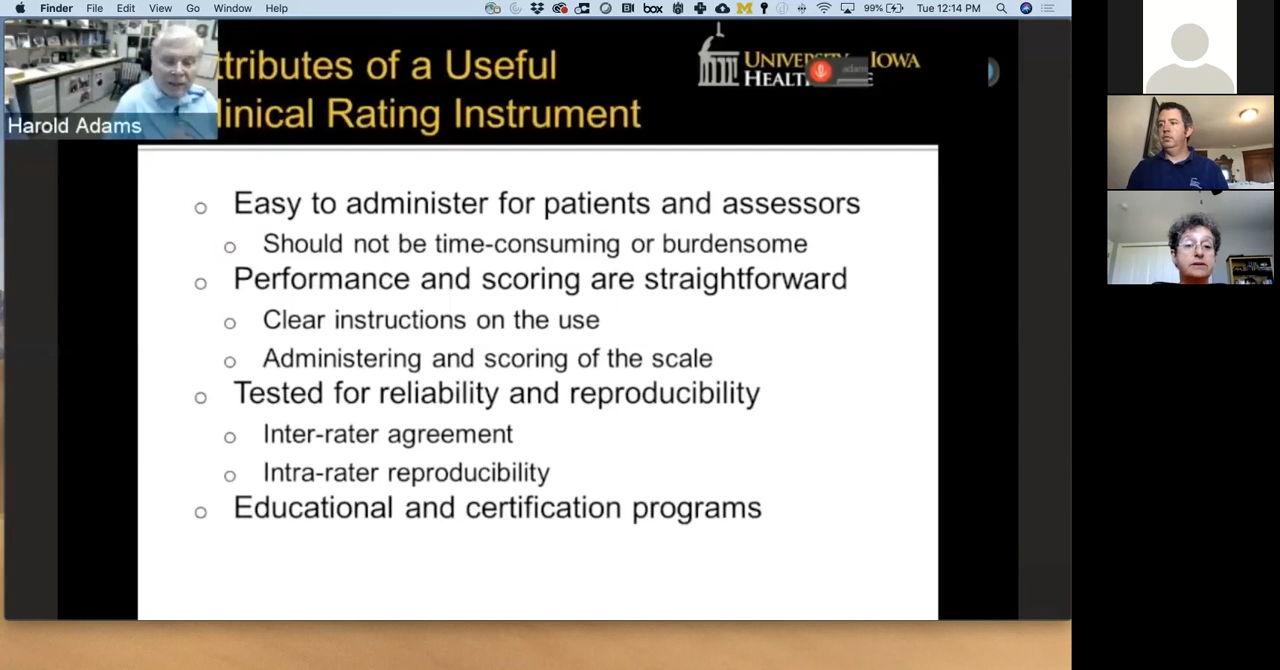 Finder File Edit View Go Window Help
box
99%
Tue 12:14 PM
ttributes of a Useful
linical Rating Instrument
Harold Adams
IOWA
Easy to administer for patients and assessors
Should not be time-consuming or burdensome
Performance and scoring are straightforward
Clear instructions on the use
Administering and scoring of the scale
Tested for reliability and reproducibility
Inter-rater agreement
Intra-rater reproducibility
Educational and certification programs